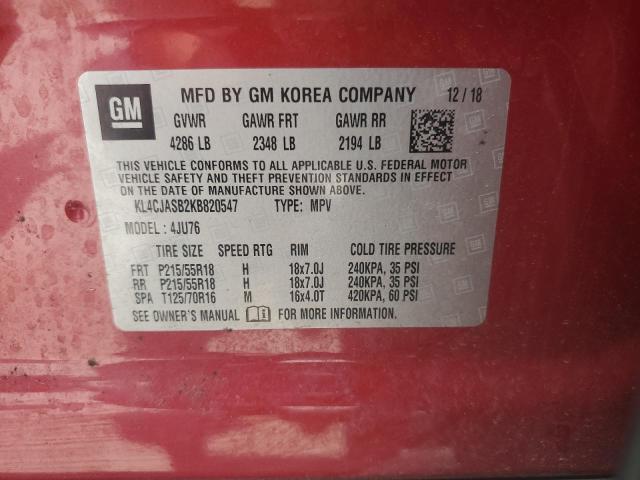 GM
MFD BY GM KOREA COMPANY 12 / 18
GVWR GAWR FRT GAWR RR
4286 LB 2348 LB 2194 LB
THIS VEHICLE CONFORMS TO ALL APPLICABLE U.S. FEDERAL MOTOR
VEHICLE SAFETY AND THEFT PREVENTION STANDARDS IN EFFECT
ON THE DATE OF MANUFACTURE SHOWN ABOVE.
KL4CJASB2KB820547 TYPE: MPV
MODEL : 4JU76
TIRE SIZE SPEED RTG RIM COLD TIRE PRESSURE
FRT P215/55R18 H 18x7.0J 240KPA, 35 PSI
RR P215/55R18 H 18x7.0J 240KPA, 35 PSI
SPA T125/70R16 M 16x4.0T 420KPA, 60 PSI
SEE OWNER'S MANUAL FOR MORE INFORMATION.